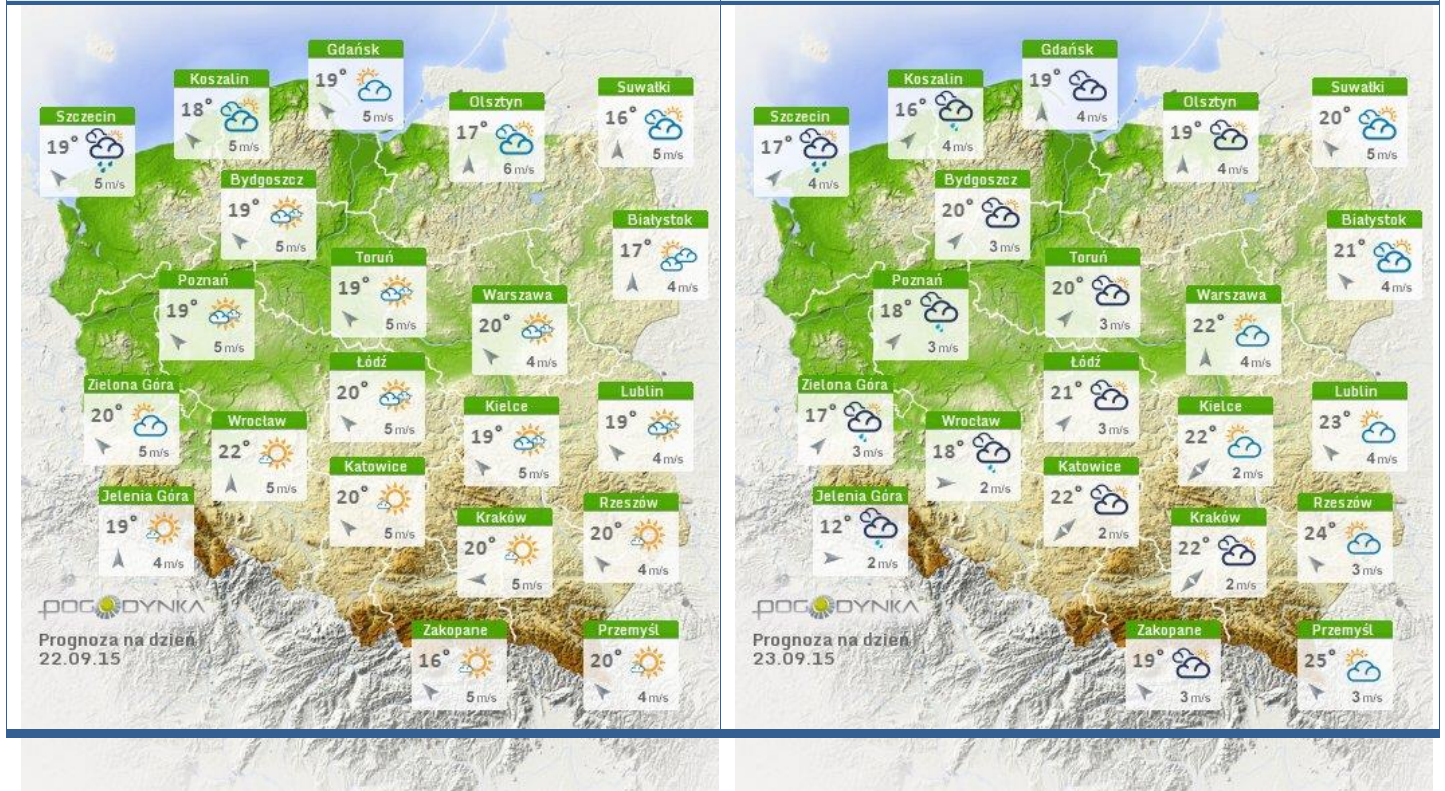 Gdańsk
19°
5 m/s
Koszalin
18°
5 m/s
Suwałki
16°
5 m/s
Olsztyn
17°
6 m/s
Szczecin
19°
5 m/s
Bydgoszcz
19°
5 m/s
Białystok
17°
4 m/s
Toruń
19°
5 m/s
Poznań
19°
5 m/s
Warszawa
20°
4 m/s
Łódź
20°
5 m/s
Zielona Góra
20°
5 m/s
Lublin
19°
4 m/s
Kielce
19°
5 m/s
Wrocław
22°
5 m/s
Katowice
20°
5 m/s
Jelenia Góra
19°
4 m/s
Rzeszów
20°
4 m/s
Kraków
20°
5 m/s
POGODYNKA
Prognoza na dzień
22.09.15
Zakopane
16°
5 m/s
Przemyśl
20°
4 m/s
Gdańsk
19°
4 m/s
Koszalin
16°
4 m/s
Suwałki
20°
5 m/s
Olsztyn
19°
4 m/s
Szczecin
17°
4 m/s
Bydgoszcz
20°
3 m/s
Białystok
21°
4 m/s
Toruń
20°
3 m/s
Poznań
18°
3 m/s
Warszawa
22°
4 m/s
Łódź
21°
3 m/s
Zielona Góra
17°
3 m/s
Lublin
23°
4 m/s
Kielce
22°
2 m/s
Wrocław
18°
2 m/s
Katowice
22°
2 m/s
Jelenia Góra
12°
2 m/s
Rzeszów
24°
3 m/s
Kraków
22°
2 m/s
POGODYNKA
Prognoza na dzień
23.09.15
Zakopane
19°
3 m/s
Przemyśl
25°
3 m/s